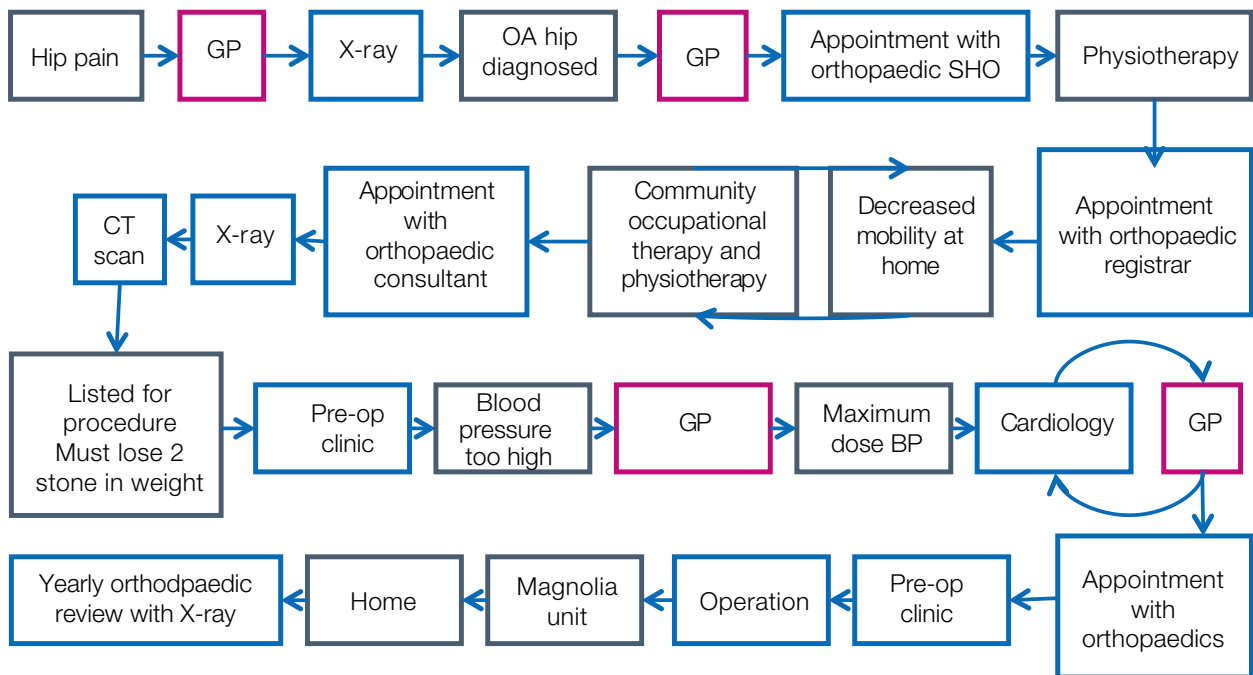 Hip pain
GP
X-ray
OA hip
diagnosed
GP
Appointment with
orthopaedic SHO
Physiotherapy
Appointment
with orthopaedic
registrar
Decreased
mobility at
home
Community
occupational
therapy and
physiotherapy
Appointment
with
orthopaedic
consultant
X-ray
CT
scan
Listed for
procedure
Must lose 2
stone in weight
Pre-op
clinic
Blood
pressure
too high
GP
Maximum
dose BP
Cardiology
GP
Appointment
with
orthopaedics
Pre-op
clinic
Operation
Magnolia
unit
Home
Yearly orthodpaedic
review with X-ray